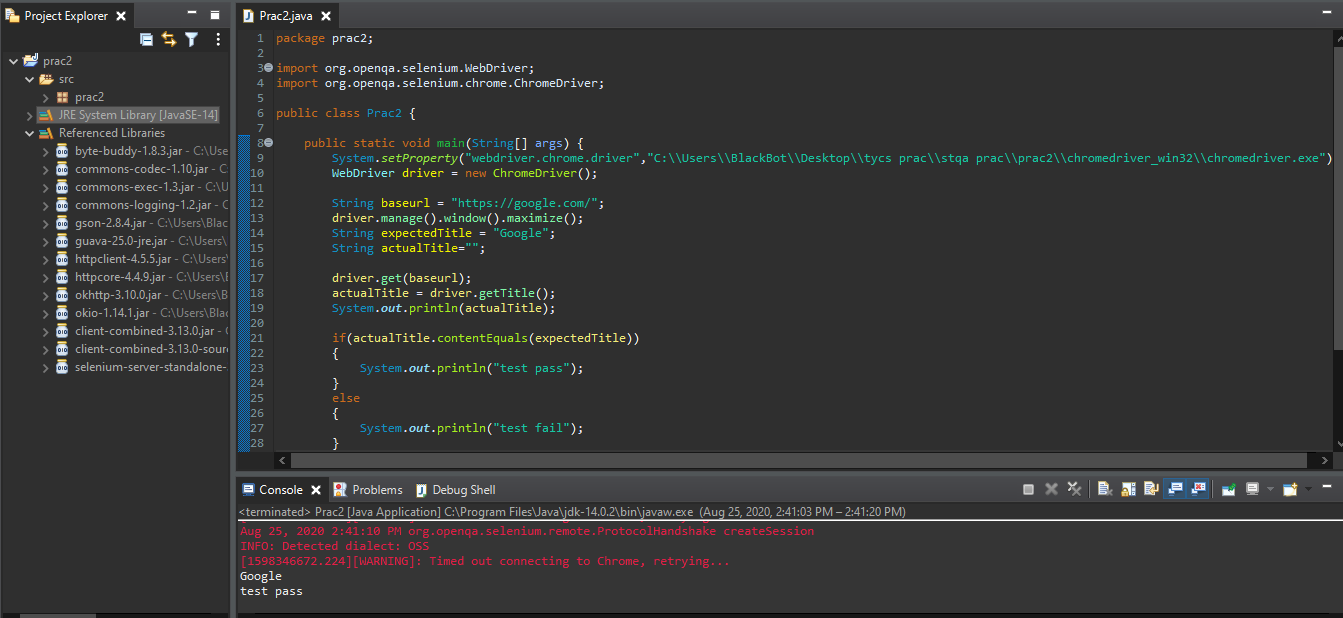 Project Explorer
prac2
src
prac2
JRE System Library [JavaSE-14]
Referenced Libraries
byte-buddy-1.8.3.jar - C:\Use
commons-codec-1.10.jar - C:
commons-exec-1.3.jar - C:\U
commons-logging-1.2.jar - C
gson-2.8.4.jar - C:\Users\Blac
guava-25.0-jre.jar - C:\Users\
httpclient-4.5.5.jar - C:\Users
httpcore-4.4.9.jar - C:\Users\B
okhttp-3.10.0.jar - C:\Users\B
okio-1.14.1.jar - C:\Users\Blac
client-combined-3.13.0.jar - C
client-combined-3.13.0-sour
selenium-server-standalone-
Prac2.java
1 package prac2;
2
3 import org.openqa.selenium.WebDriver;
4 import org.openqa.selenium.chrome.ChromeDriver;
5
6 public class Prac2 {
7
8 public static void main(String[] args) {
9 System.setProperty("webdriver.chrome.driver","C:\\Users\\BlackBot\\Desktop\\tycs prac\\stqa prac\\prac2\\chromedriver_win32\\chromedriver.exe")
10 WebDriver driver = new ChromeDriver();
11
12 String baseurl = "https://google.com/";
13 driver.manage().window().maximize();
14 String expectedTitle = "Google";
15 String actualTitle="";
16
17 driver.get(baseurl);
18 actualTitle = driver.getTitle();
19 System.out.println(actualTitle);
20
21 if(actualTitle.contentEquals(expectedTitle))
22 {
23 System.out.println("test pass");
24 }
25 else
26 {
27 System.out.println("test fail");
28 }
Console Problems Debug Shell
<terminated> Prac2 [Java Application] C:\Program Files\Java\jdk-14.0.2\bin\javaw.exe (Aug 25, 2020, 2:41:03 PM – 2:41:20 PM)
Aug 25, 2020 2:41:10 PM org.openqa.selenium.remote.ProtocolHandshake createSession
INFO: Detected dialect: OSS
[1598346672.224][WARNING]: Timed out connecting to Chrome, retrying...
Google
test pass